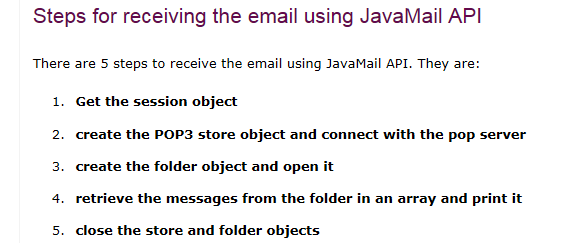 Steps for receiving the email using JavaMail API
There are 5 steps to receive the email using JavaMail API. They are:
1. Get the session object
2. create the POP3 store object and connect with the pop server
3. create the folder object and open it
4. retrieve the messages from the folder in an array and print it
5. close the store and folder objects